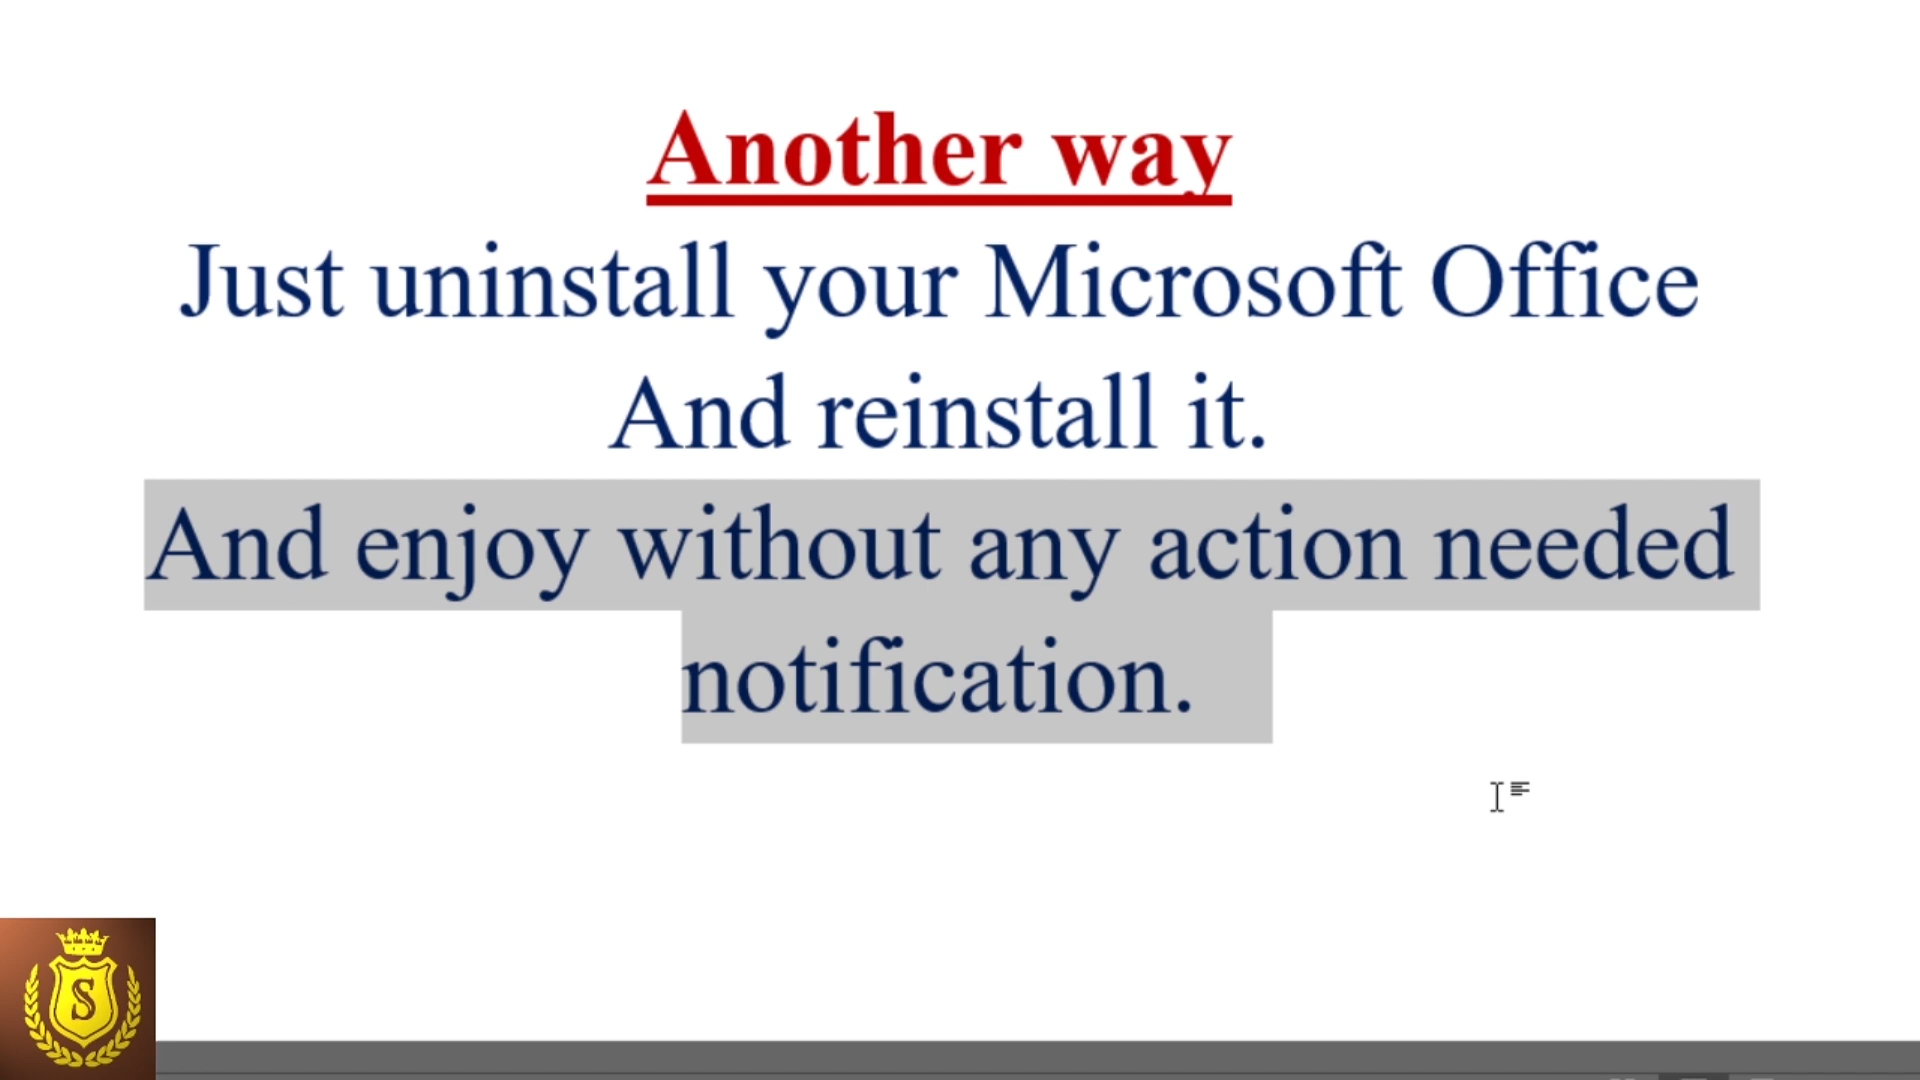 Another way
Just uninstall your Microsoft Office
And reinstall it.
And enjoy without any action needed
notification.
S